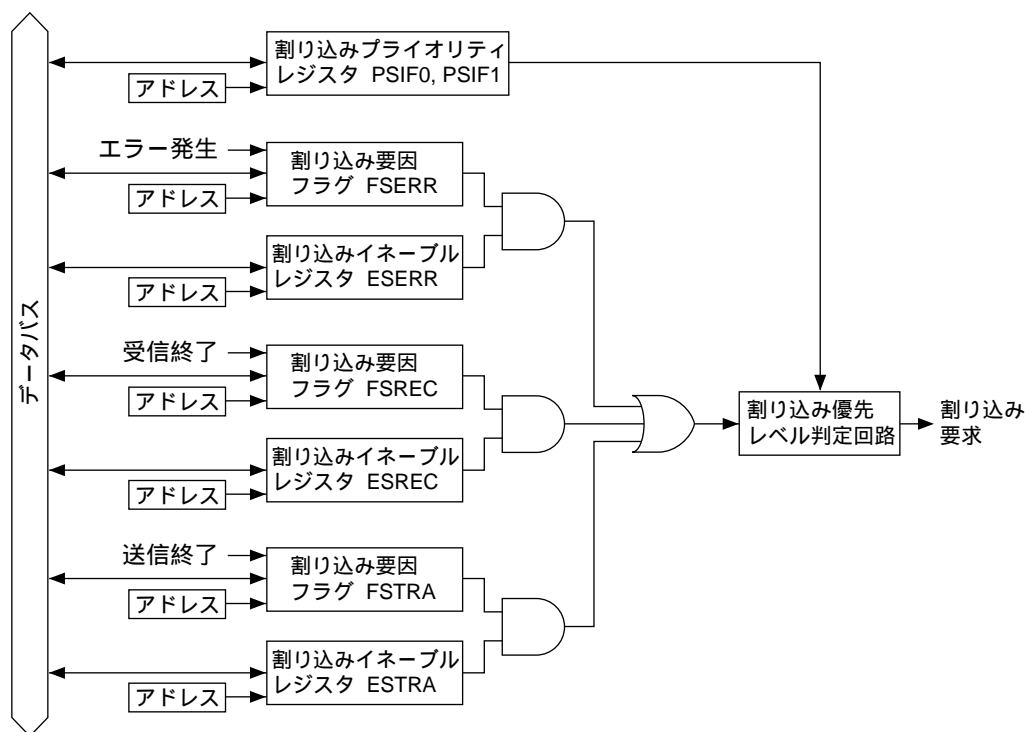 データバス
割り込みプライオリティ
レジスタ PSIF0, PSIF1
アドレス
エラー発生
割り込み要因
フラグ FSERR
アドレス
割り込みイネーブル
レジスタ ESERR
アドレス
受信終了
割り込み要因
フラグ FSREC
アドレス
割り込みイネーブル
レジスタ ESREC
アドレス
送信終了
割り込み要因
フラグ FSTRA
アドレス
割り込みイネーブル
レジスタ ESTRA
アドレス
割り込み優先
レベル判定回路
割り込み
要求